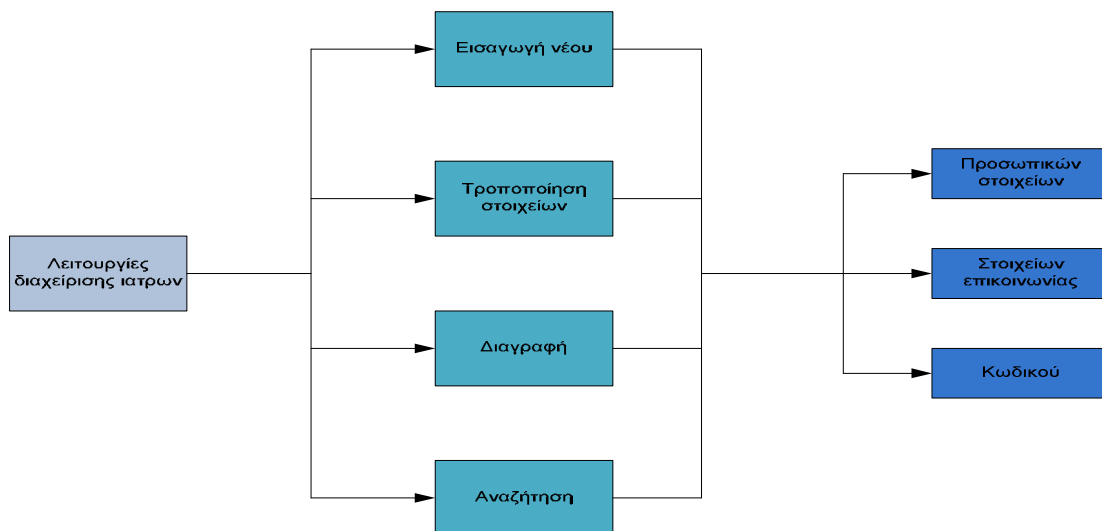 Εισαγωγή νέου
Τροποποίηση
στοιχείων
Λειτουργίες
διαχείρισης ιατρων
Διαγραφή
Αναζήτηση
Προσωπικών
στοιχείων
Στοιχείων
επικοινωνίας
Κωδικού